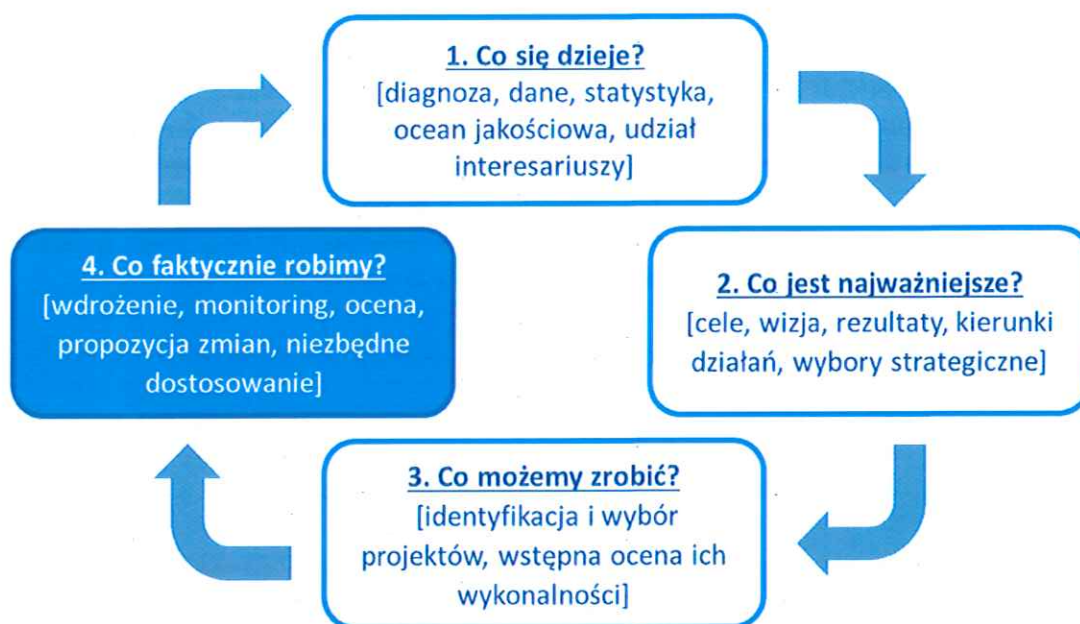 1. Co się dzieje?
[diagnoza, dane, statystyka,
ocean jakościowa, udział
interesariuszy]
2. Co jest najważniejsze?
[cele, wizja, rezultaty, kierunki
działań, wybory strategiczne]
3. Co możemy zrobić?
[identyfikacja i wybór
projektów, wstępna ocena ich
wykonalności]
4. Co faktycznie robimy?
[wdrożenie, monitoring, ocena,
propozycja zmian, niezbędne
dostosowanie]